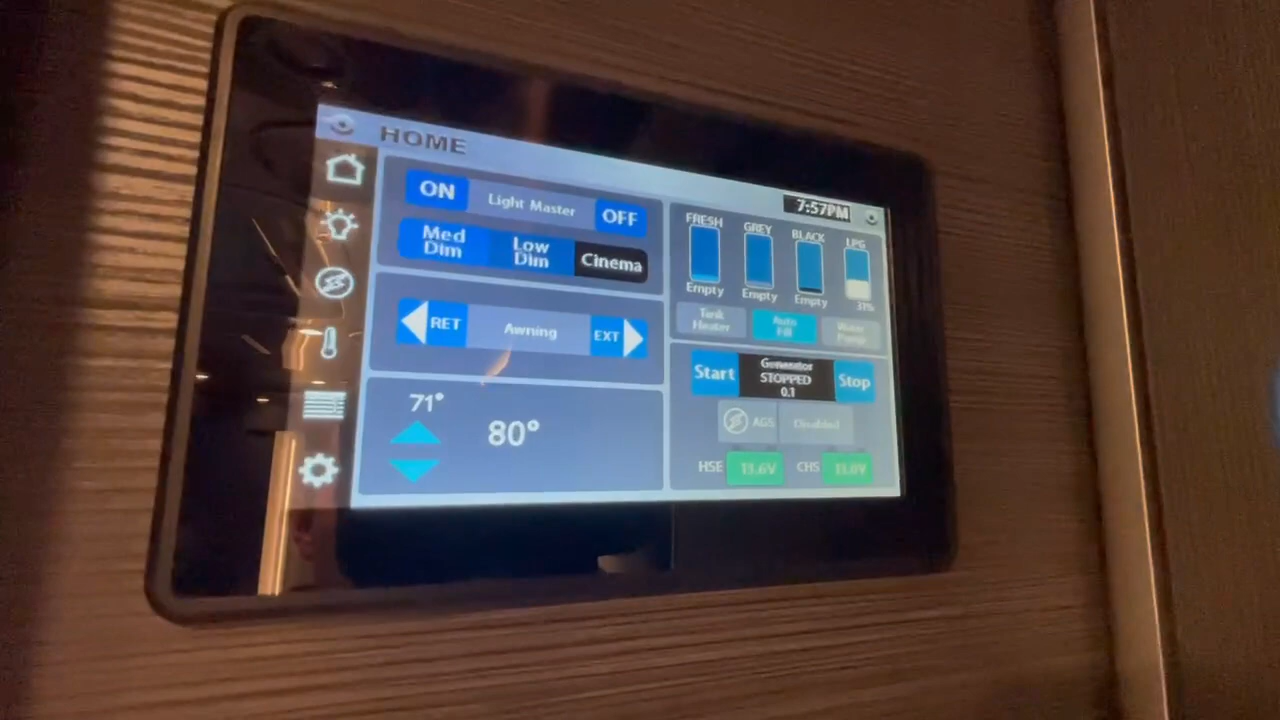 HOME
7:57PM
ON
Light Master
OFF
Med
Dim
Low
Dim
Cinema
RET
Awning
EXT
71°
80°
FRESH
GREY
BLACK
LPG
Empty
Empty
Empty
Tank
Heater
Auto
Fill
Water
Pump
Start
Generator
STOPPED
0.1
Stop
AGS
Disabled
HSE
13.6V
CHS